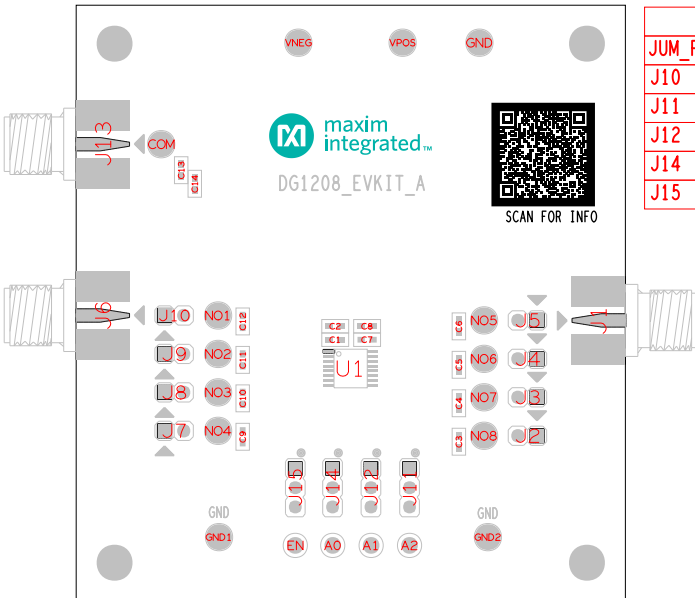 VNEG
VPOS
GND
JUM_
J10
J11
J12
J14
J15
J13
COM
maxim
integrated™
C13
C14
DG1208_EVKIT_A
SCAN FOR INFO
J6
J10
NO1
C12
C2
C8
C1
C7
C6
NO5
J5
J1
J9
NO2
C11
U1
C5
NO6
J4
J8
NO3
C10
C4
NO7
J3
J7
NO4
C9
C3
NO8
J2
J15
J14
J12
J11
GND
GND1
EN
A0
A1
A2
GND
GND2